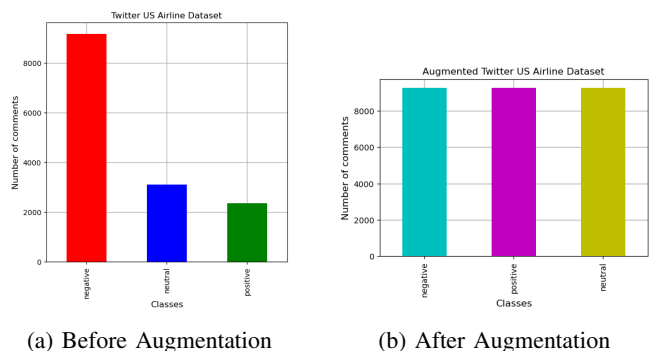 Twitter US Airline Dataset
Number of comments
8000
6000
4000
2000
0
negative
neutral
positive
Classes
(a) Before Augmentation
Augmented Twitter US Airline Dataset
Number of comments
8000
6000
4000
2000
0
negative
positive
neutral
Classes
(b) After Augmentation